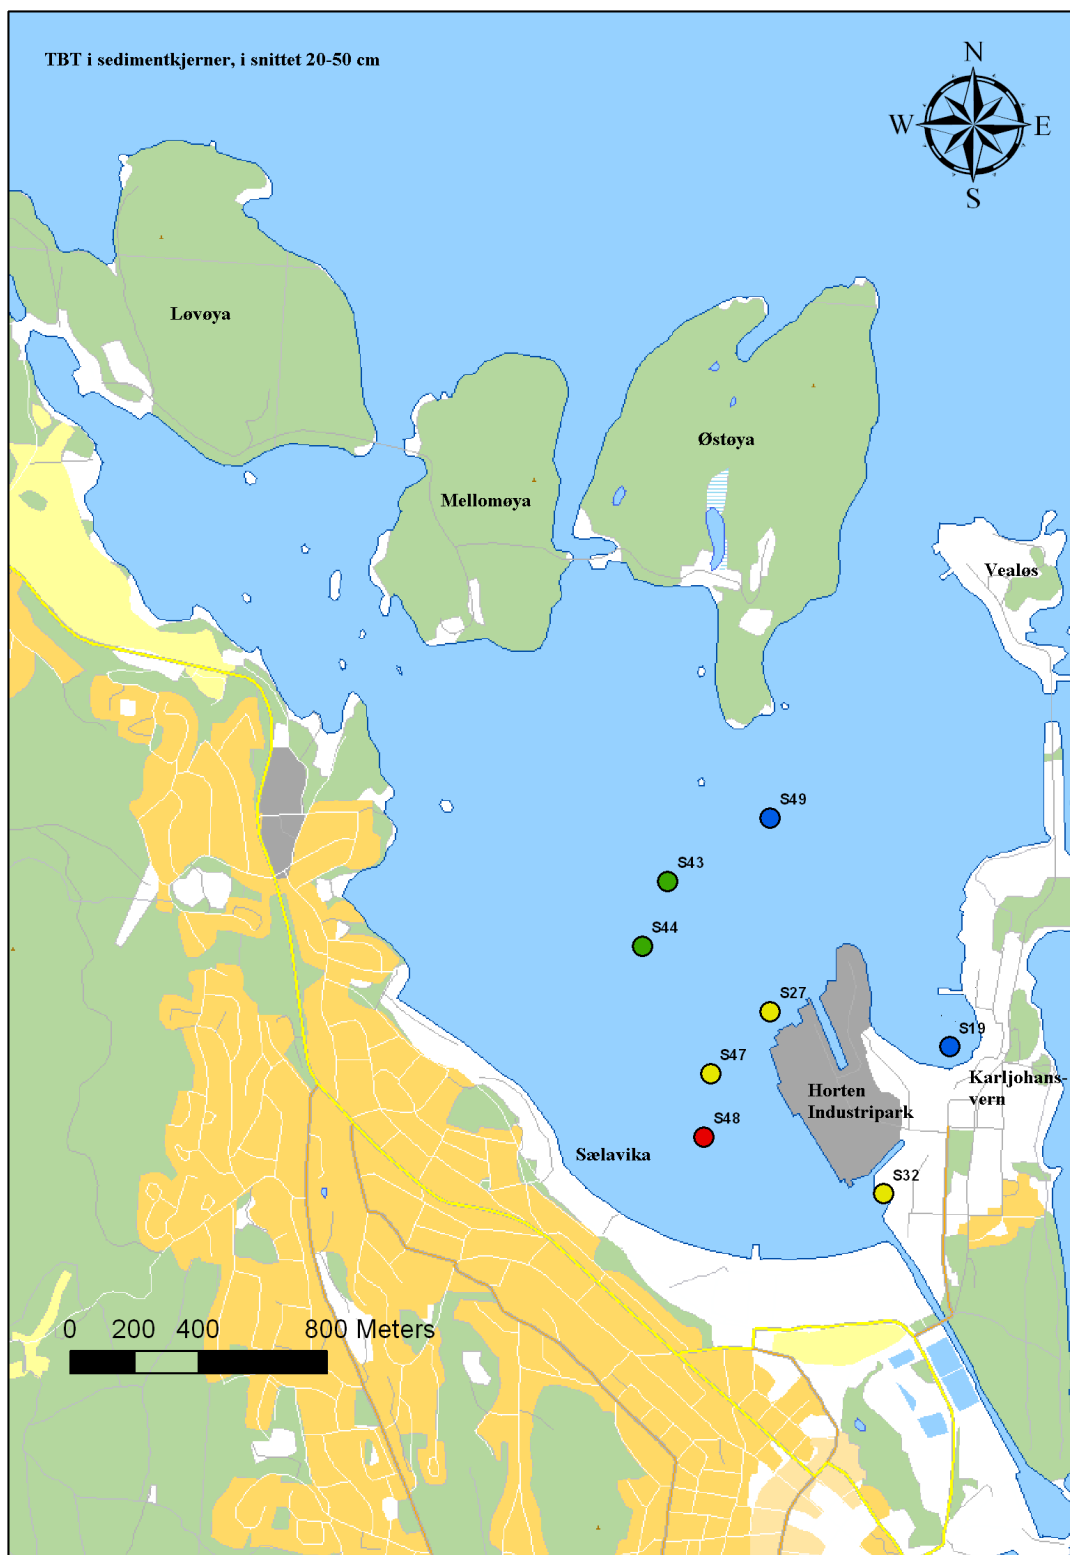 TBT i sedimentkjerner, i snittet 20-50 cm
N
W
E
S
Løvøya
Østøya
Mellomøya
Vealøs
S49
S43
S44
S27
S19
S47
Karljohans-
vern
Horten
Industripark
S48
Sælavika
S32
0 200 400 800 Meters